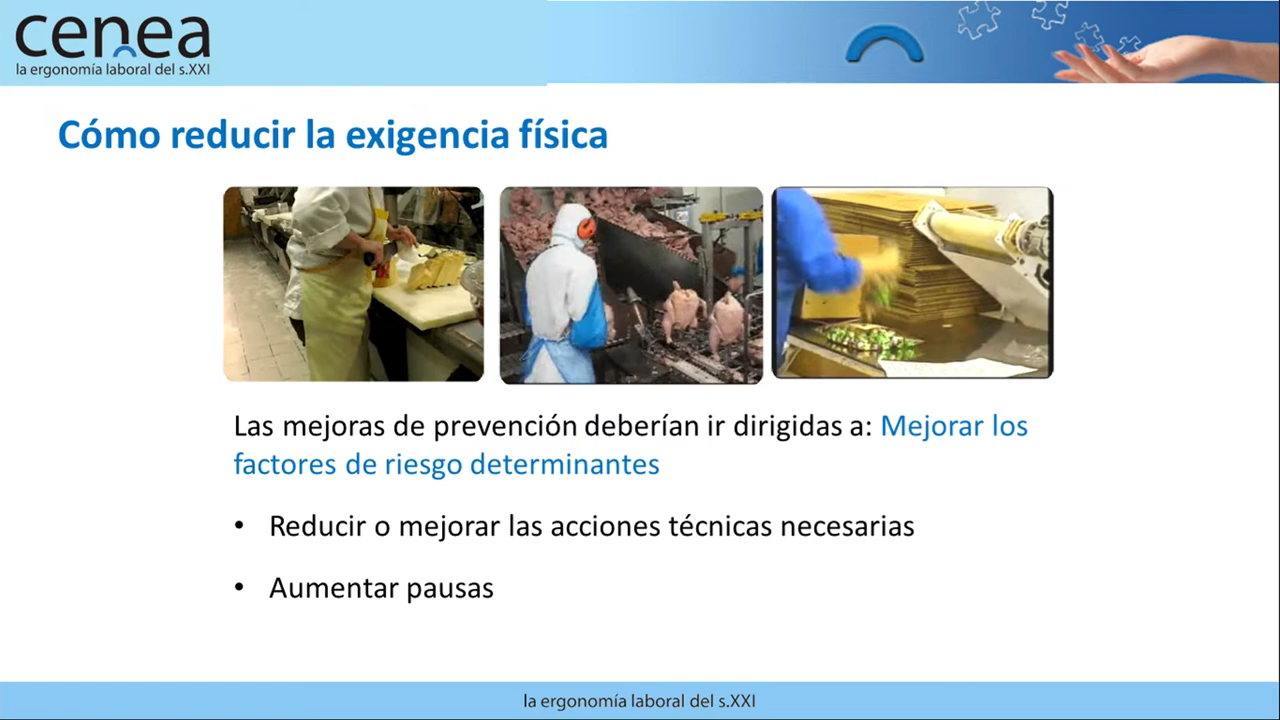 cenea
la ergonomía laboral del s.XXI
Cómo reducir la exigencia física
Las mejoras de prevención deberían ir dirigidas a: Mejorar los
factores de riesgo determinantes
• Reducir o mejorar las acciones técnicas necesarias
• Aumentar pausas
la ergonomía laboral del s.XXI